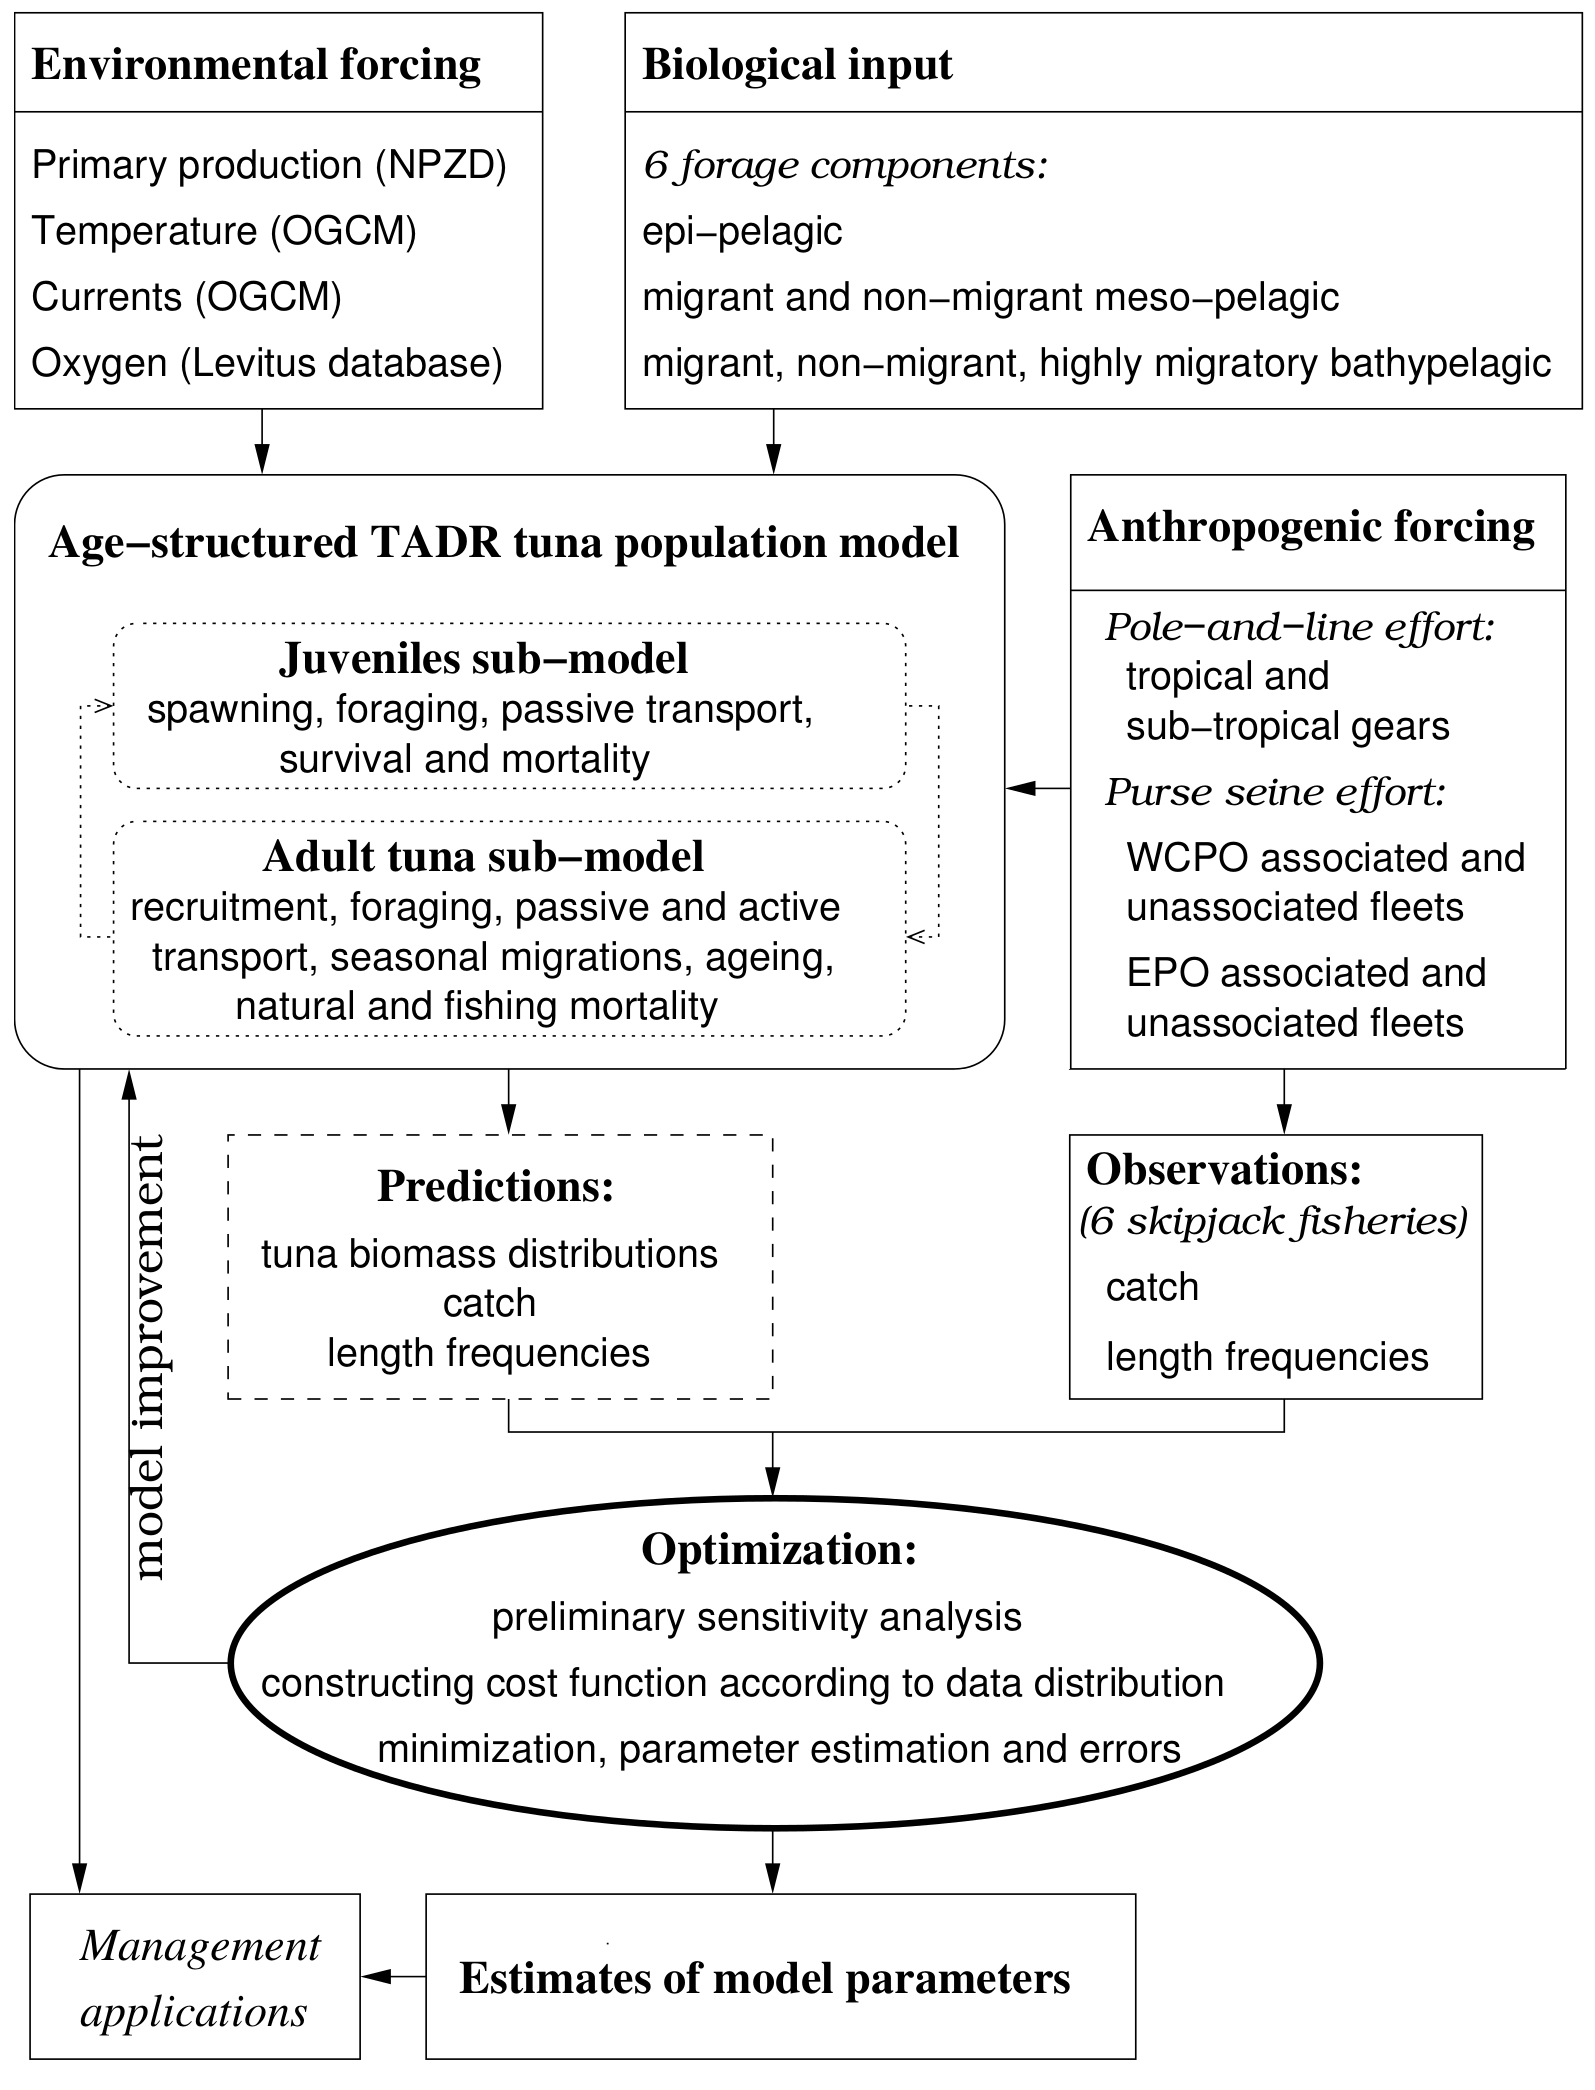 Environmental forcing
Primary production (NPZD)
Temperature (OGCM)
Currents (OGCM)
Oxygen (Levitus database)
Biological input
6 forage components:
epi−pelagic
migrant and non−migrant meso−pelagic
migrant, non−migrant, highly migratory bathypelagic
Age−structured TADR tuna population model
Juveniles sub−model
spawning, foraging, passive transport,
survival and mortality
Adult tuna sub−model
recruitment, foraging, passive and active
transport, seasonal migrations, ageing,
natural and fishing mortality
Anthropogenic forcing
Pole−and−line effort:
tropical and
sub−tropical gears
Purse seine effort:
WCPO associated and
unassociated fleets
EPO associated and
unassociated fleets
model improvement
Predictions:
tuna biomass distributions
catch
length frequencies
Observations:
(6 skipjack fisheries)
catch
length frequencies
Optimization:
preliminary sensitivity analysis
constructing cost function according to data distribution
minimization, parameter estimation and errors
Management
applications
Estimates of model parameters